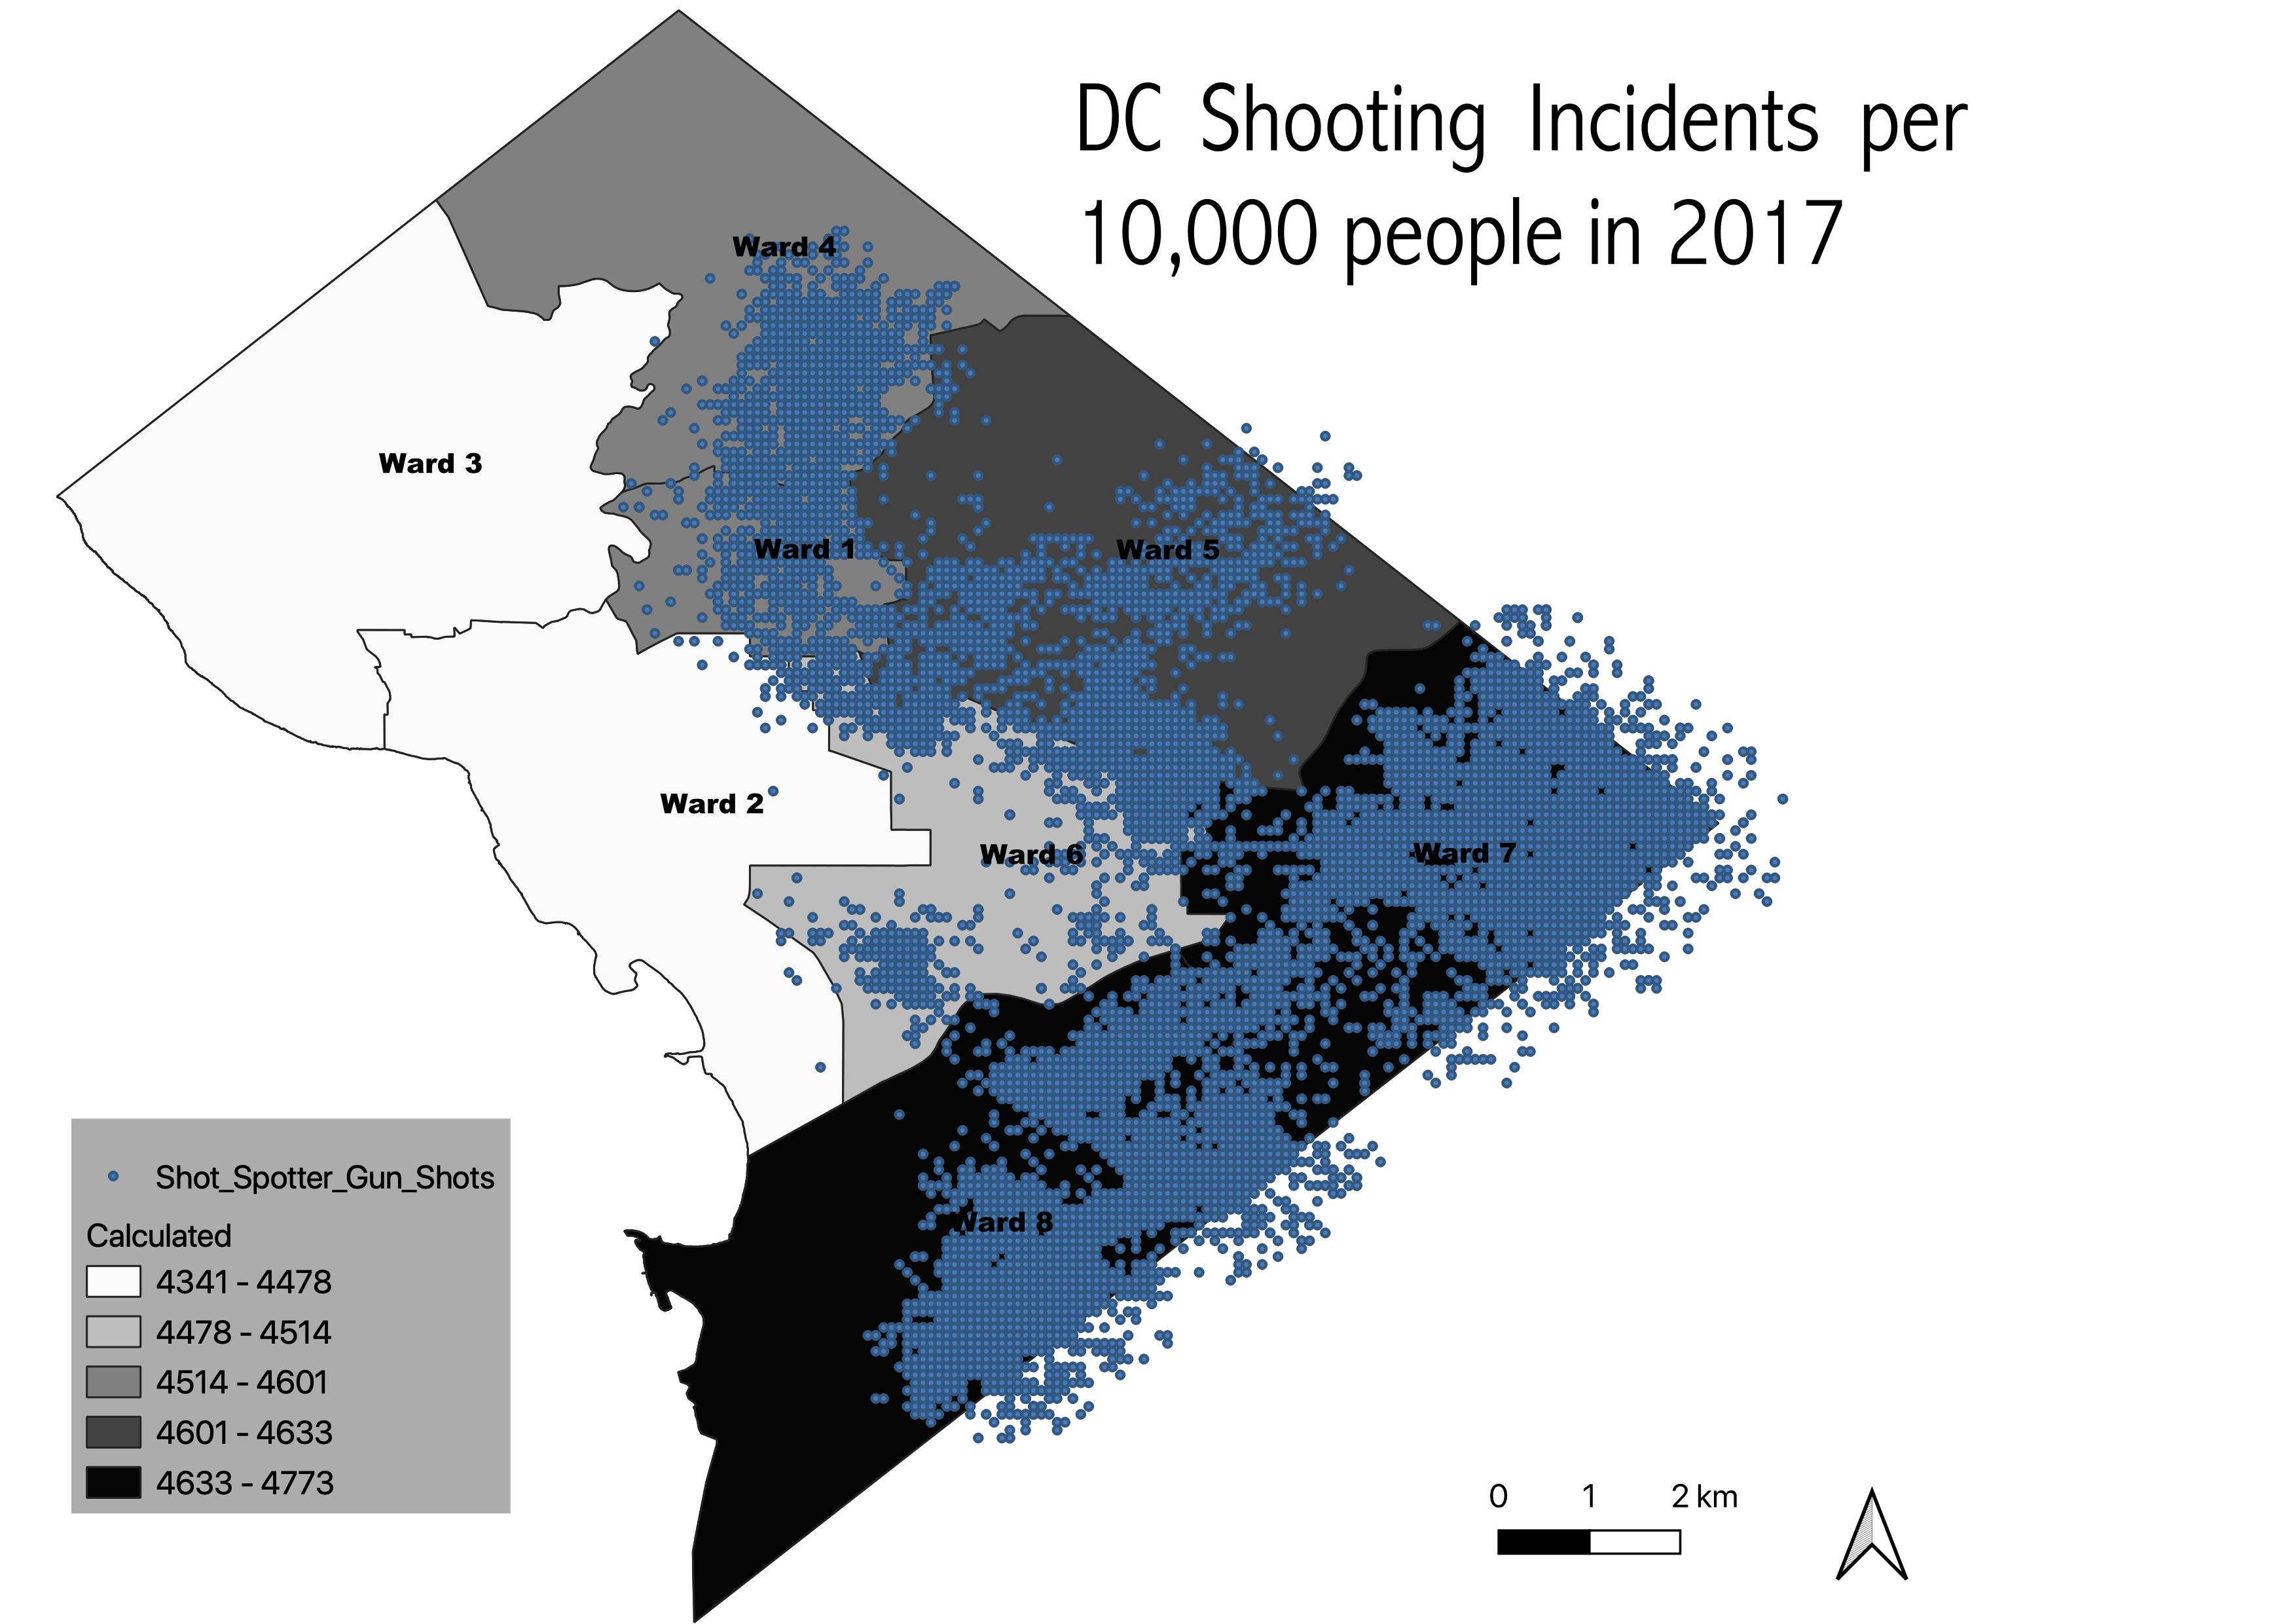 DC Shooting Incidents per
10,000 people in 2017
Ward 4
Ward 3
Ward 1
Ward 5
Ward 2
Ward 6
Ward 7
Ward 8
Shot_Spotter_Gun_Shots
Calculated
4341 - 4478
4478 - 4514
4514 - 4601
4601 - 4633
4633 - 4773
0 1 2 km